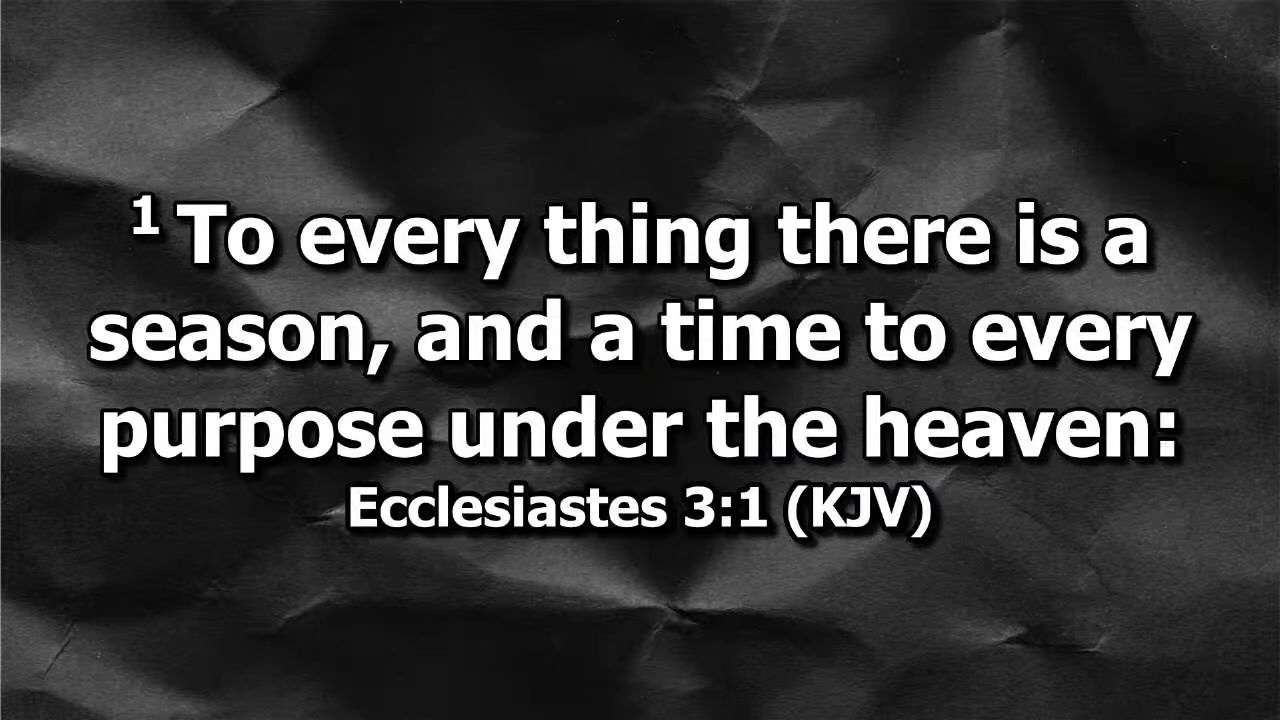 1 To every thing there is a
season, and a time to every
purpose under the heaven:
Ecclesiastes 3:1 (KJV)